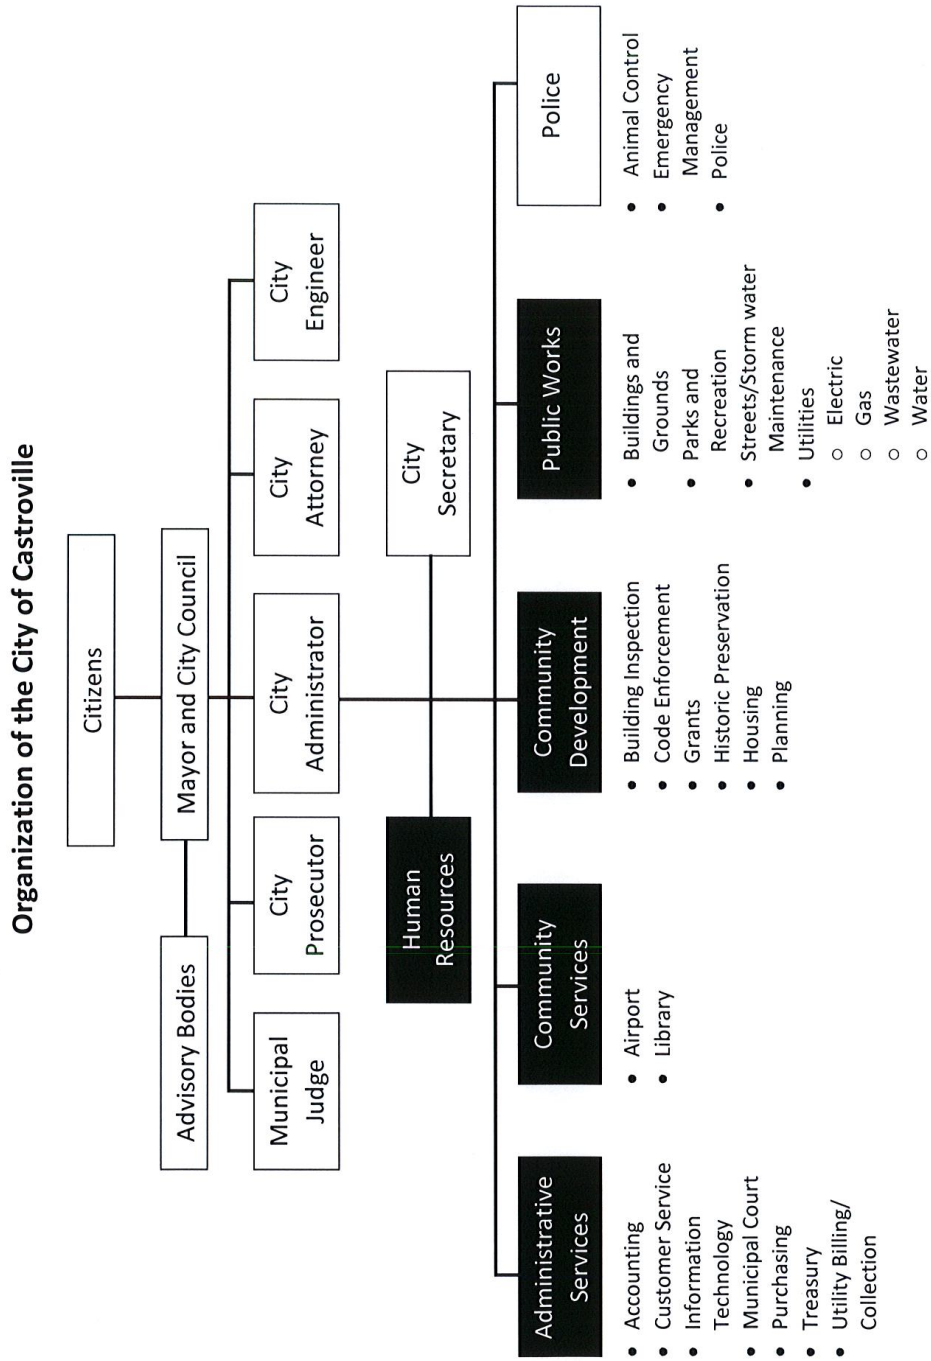 Organization of the City of Castroville
Citizens
Advisory Bodies
Mayor and City Council
Municipal
Judge
City
Prosecutor
City
Administrator
City
Attorney
City
Engineer
Human
Resources
City
Secretary
Administrative
Services
• Accounting
• Customer Service
• Information
Technology
• Municipal Court
• Purchasing
• Treasury
• Utility Billing/
Collection
Community
Services
• Airport
• Library
Community
Development
• Building Inspection
• Code Enforcement
• Grants
• Historic Preservation
• Housing
• Planning
Public Works
• Buildings and
Grounds
• Parks and
Recreation
• Streets/Storm water
Maintenance
• Utilities
○ Electric
○ Gas
○ Wastewater
○ Water
Police
• Animal Control
• Emergency
Management
• Police